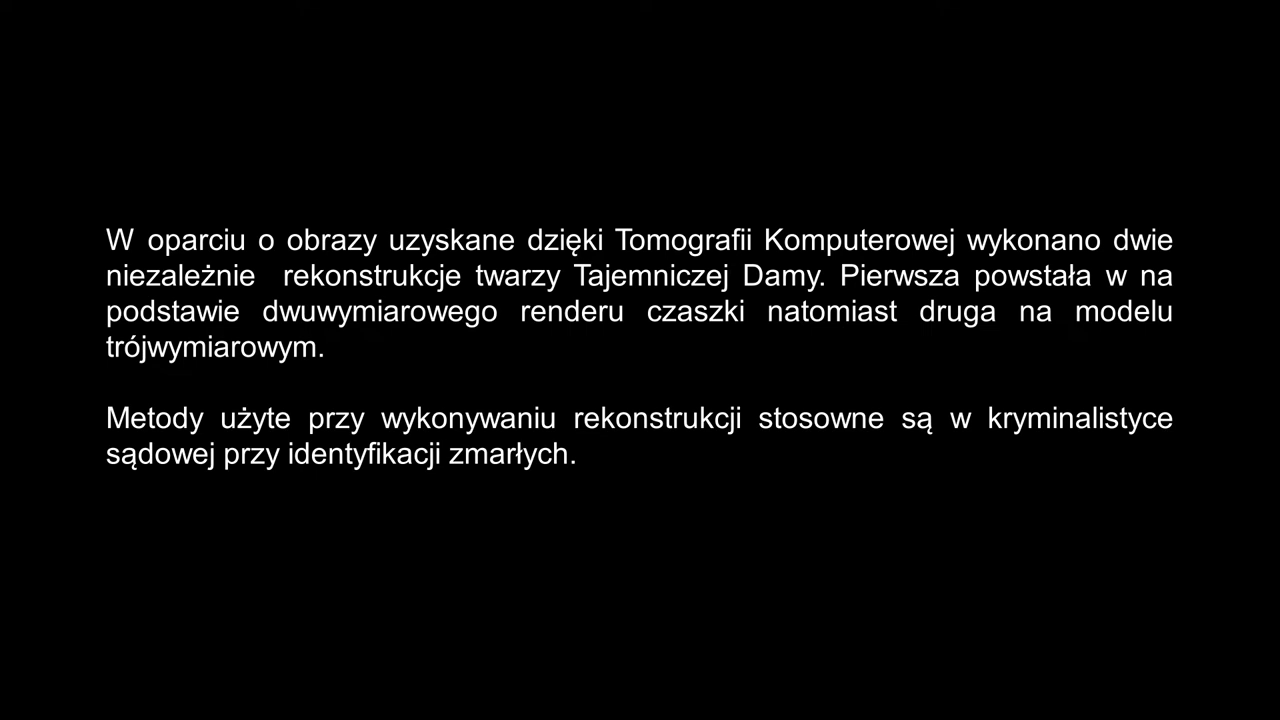 W oparciu o obrazy uzyskane dzięki Tomografii Komputerowej wykonano dwie
niezależnie rekonstrukcje twarzy Tajemniczej Damy. Pierwsza powstała w na
podstawie dwuwymiarowego renderu czaszki natomiast druga na modelu
trójwymiarowym.
Metody użyte przy wykonywaniu rekonstrukcji stosowne są w kryminalistyce
sądowej przy identyfikacji zmarłych.